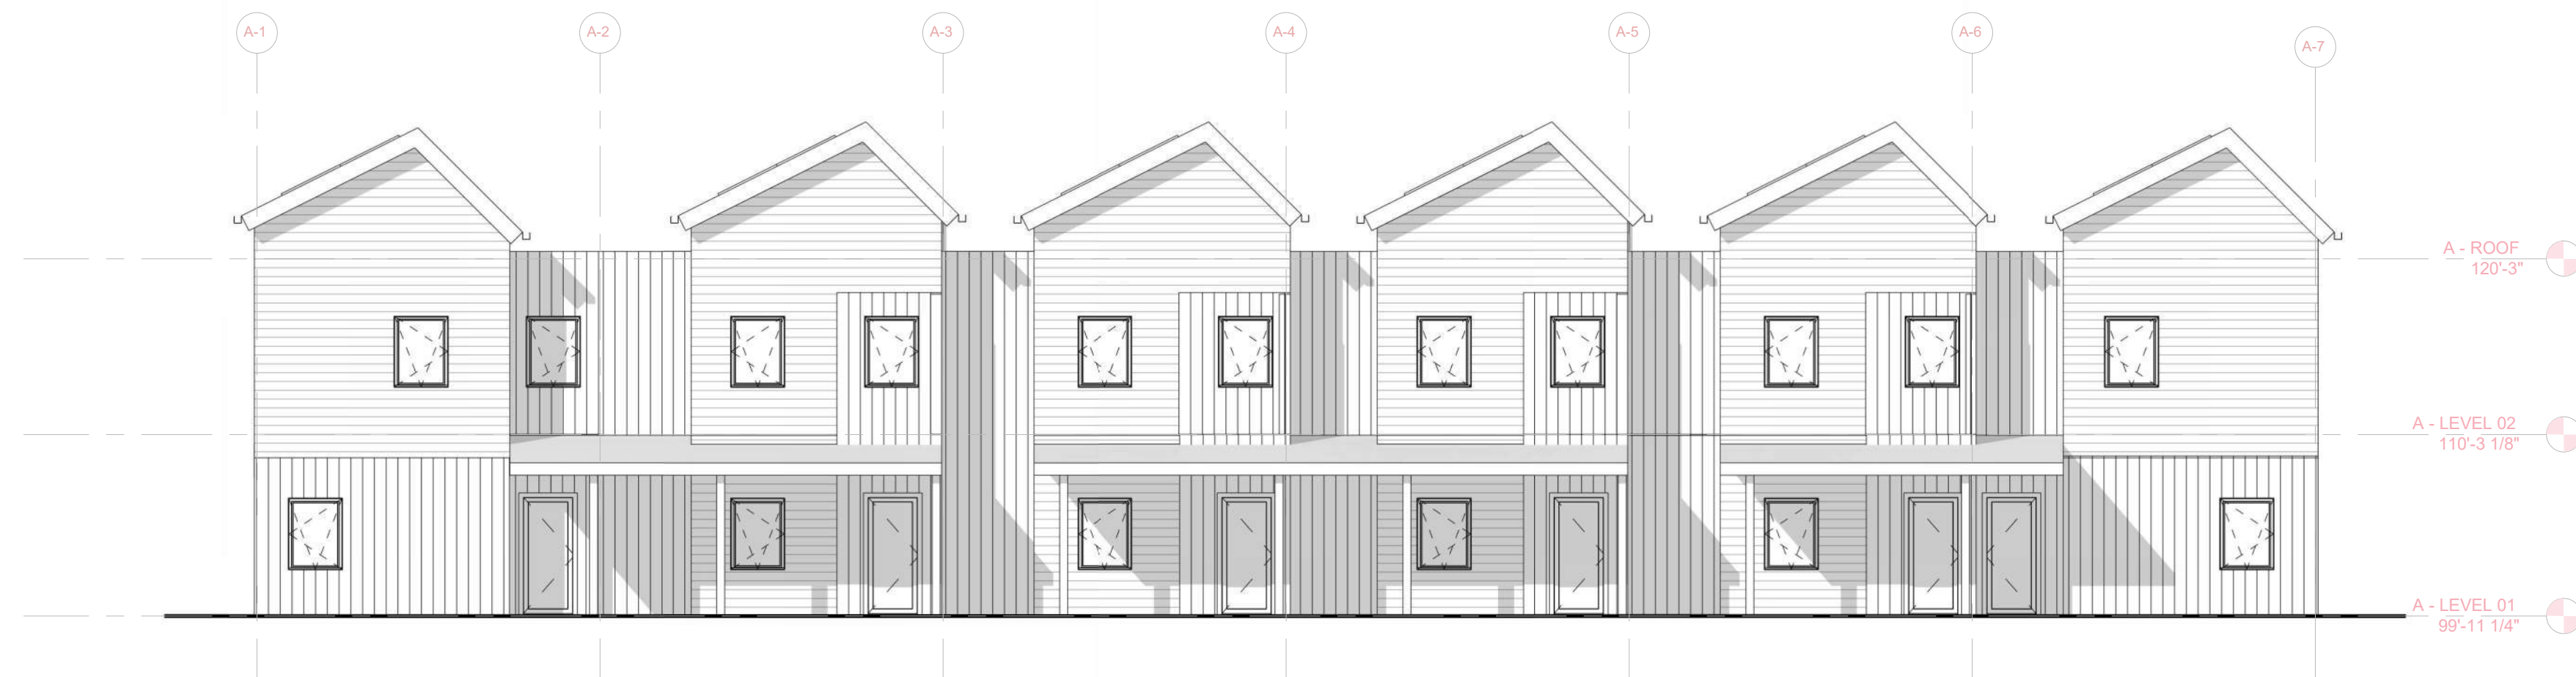 A-1
A-2
A-3
A-4
A-5
A-6
A-7
A - ROOF
120'-3"
A - LEVEL 02
110'-3 1/8"
A - LEVEL 01
99'-11 1/4"